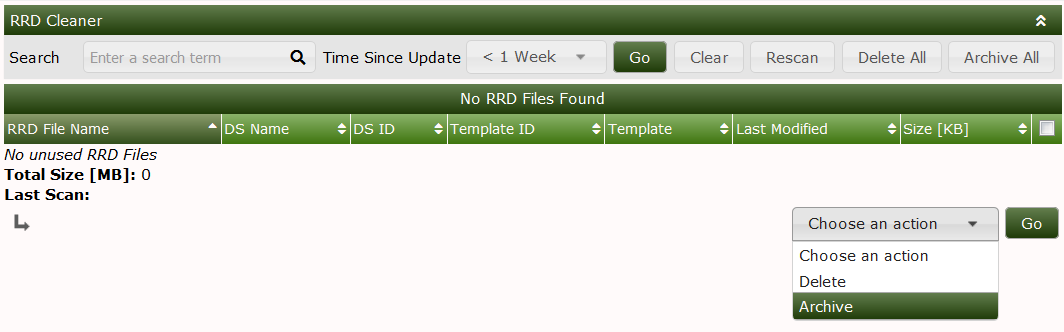 RRD Cleaner
Search Enter a search term Time Since Update < 1 Week Go Clear Rescan Delete All Archive All
No RRD Files Found
RRD File Name DS Name DS ID Template ID Template Last Modified Size [KB]
No unused RRD Files
Total Size [MB]: 0
Last Scan:
Choose an action Go
Choose an action
Delete
Archive